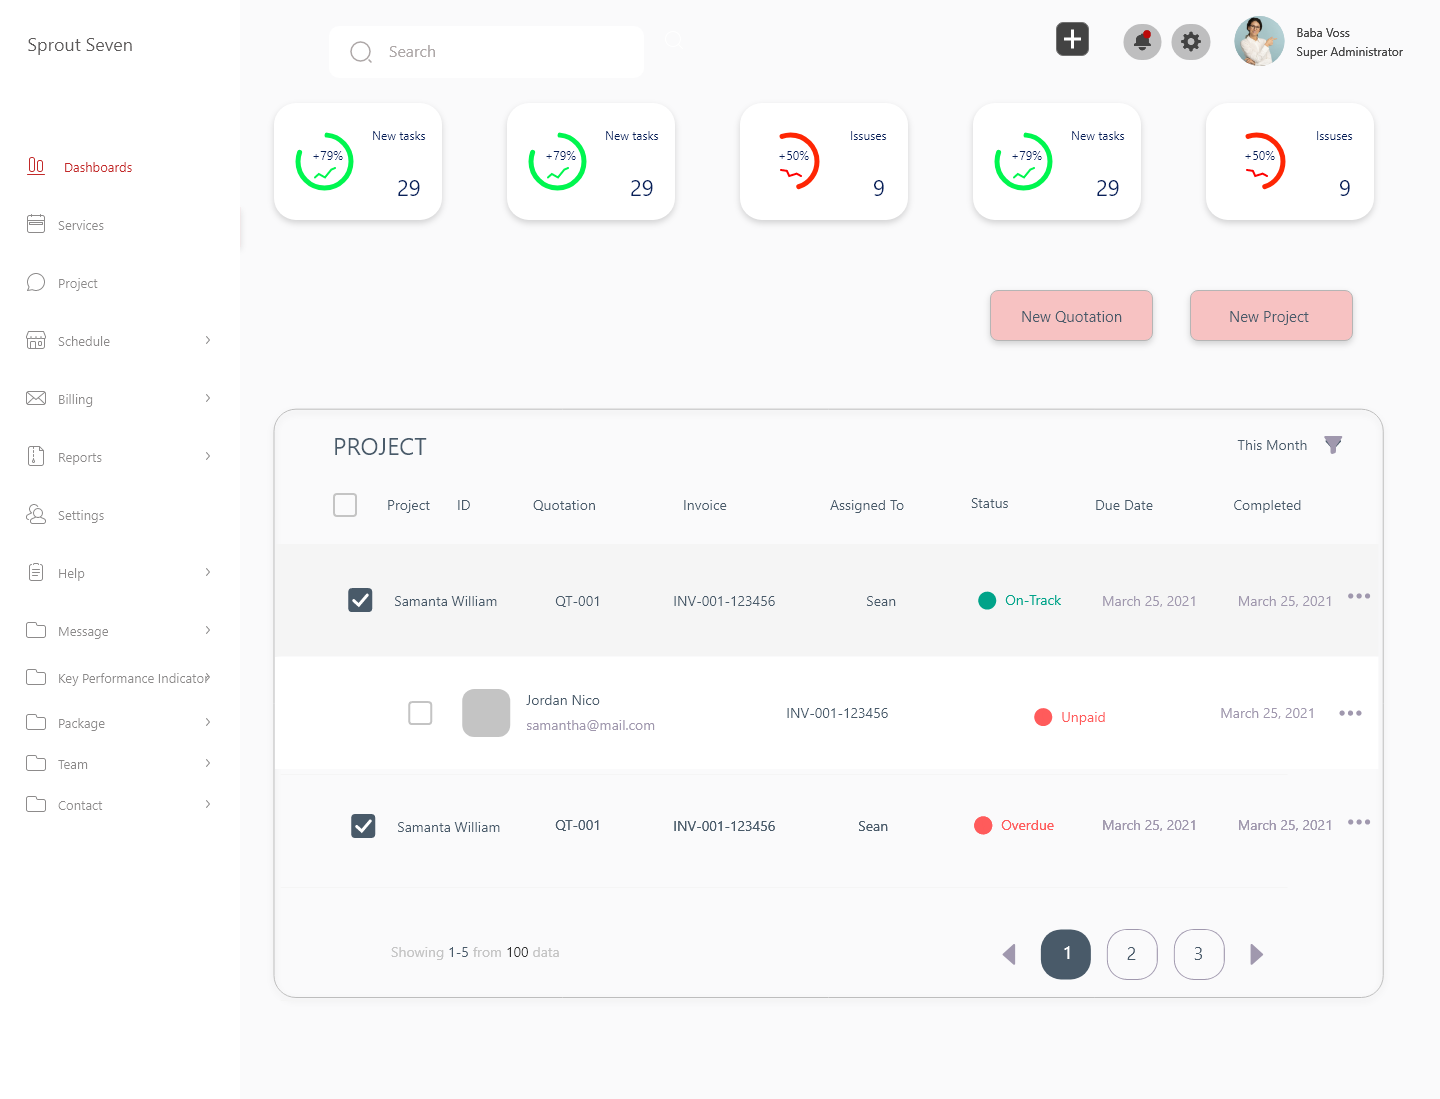 Sprout Seven
Search
Baba Voss
Super Administrator
Dashboards
Services
Project
Schedule
Billing
Reports
Settings
Help
Message
Key Performance Indicator
Package
Team
Contact
New tasks
+79%
29
New tasks
+79%
29
Issuses
+50%
9
New tasks
+79%
29
Issuses
+50%
9
New Quotation
New Project
PROJECT
This Month
Project ID Quotation Invoice Assigned To Status Due Date Completed
Samanta William QT-001 INV-001-123456 Sean On-Track March 25, 2021 March 25, 2021
Jordan Nico
samantha@mail.com
INV-001-123456 Unpaid March 25, 2021
Samanta William QT-001 INV-001-123456 Sean Overdue March 25, 2021 March 25, 2021
Showing 1-5 from 100 data
1 2 3